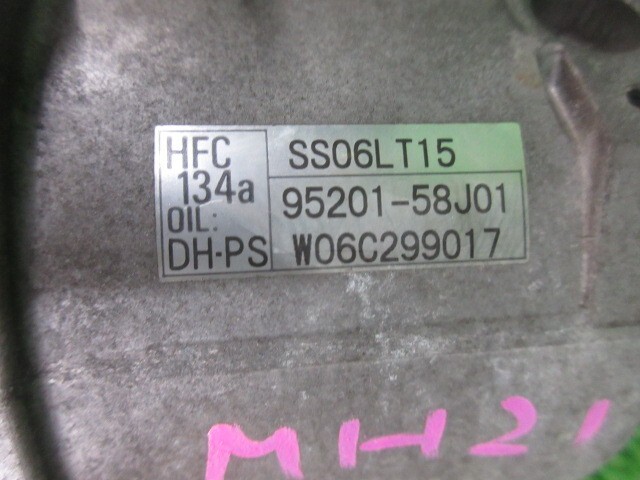 HFC
134a
OIL:
DH-PS
SS06LT15
95201-58J01
W06C299017
MH21